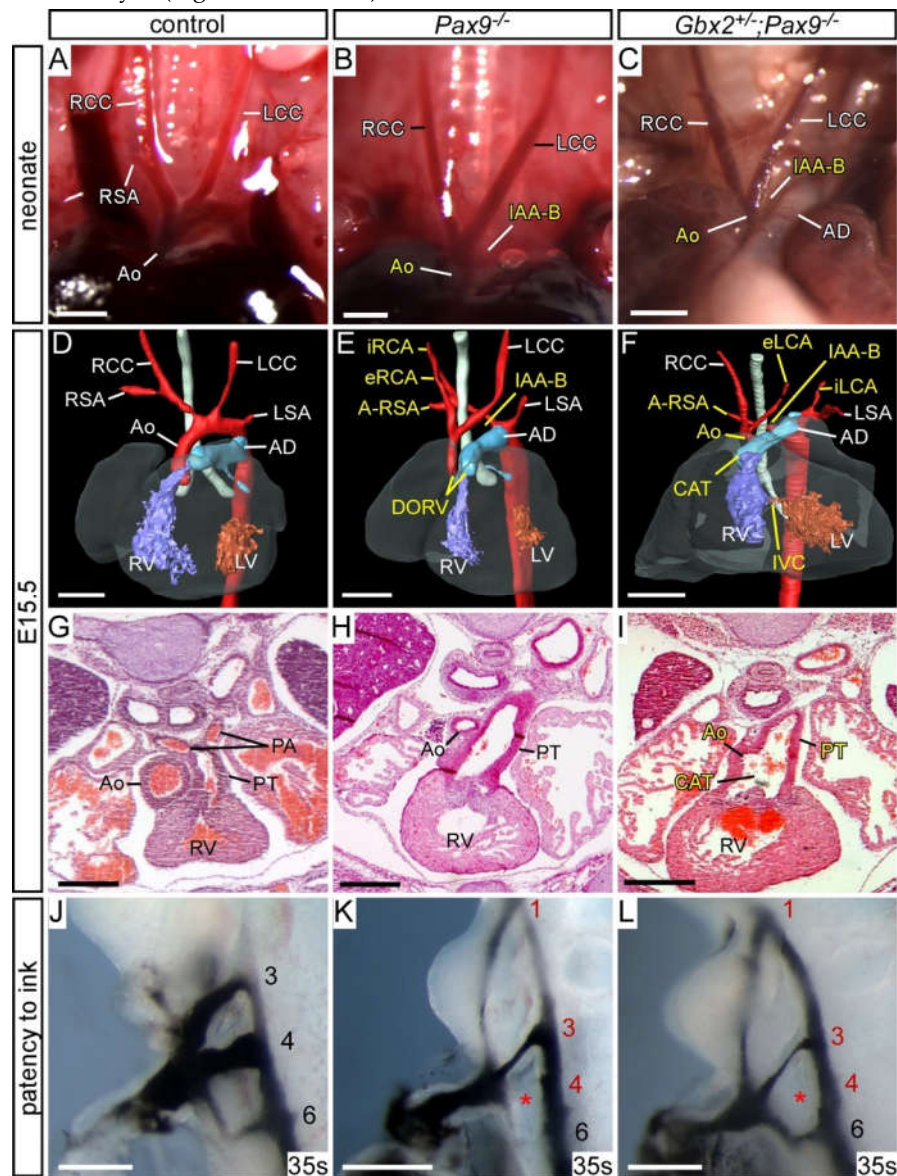 control
Pax9-/-
Gbx2+/-;Pax9-/-
neonate
A
RCC
LCC
RSA
Ao
B
RCC
LCC
IAA-B
Ao
C
RCC
LCC
IAA-B
Ao
AD
E15.5
D
RCC
LCC
RSA
LSA
Ao
AD
RV
LV
E
iRCA
LCC
eRCA
IAA-B
A-RSA
LSA
AD
DORV
RV
LV
F
eLCA
IAA-B
RCC
iLCA
A-RSA
LSA
Ao
AD
CAT
RV
LV
IVC
G
PA
Ao
PT
RV
H
Ao
PT
RV
I
Ao
PT
CAT
RV
patency to ink
J
3
4
6
35s
K
1
3
4
*
6
35s
L
1
3
4
*
6
35s